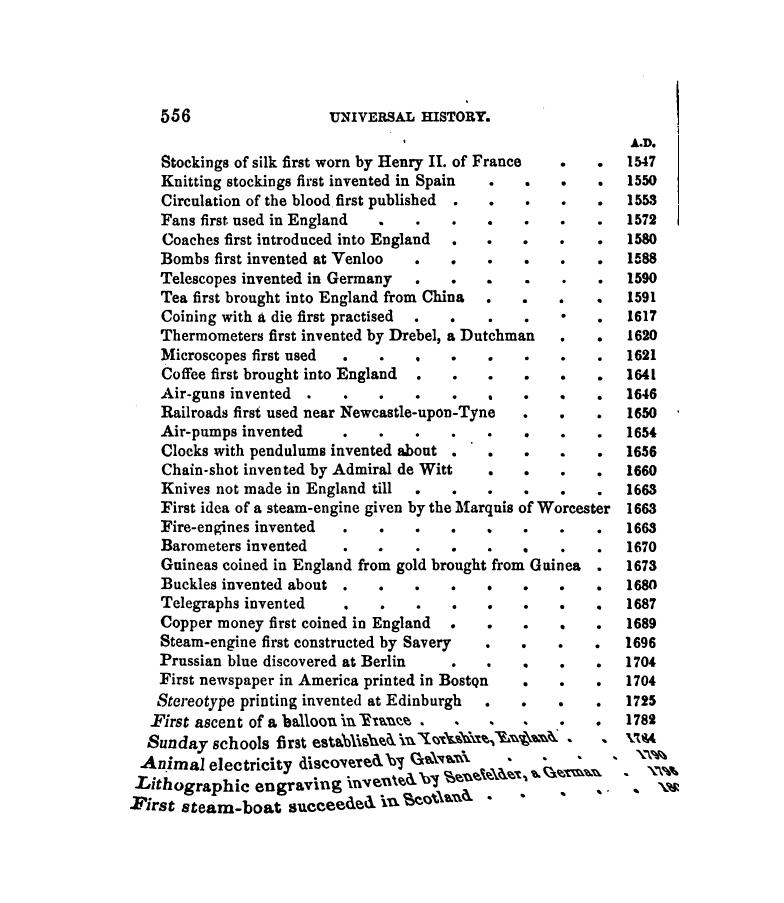 556 UNIVERSAL HISTORY.
A.D.
Stockings of silk first worn by Henry II. of France . . 1547
Knitting stockings first invented in Spain . . . . 1550
Circulation of the blood first published . . . . . 1553
Fans first used in England . . . . . . . 1572
Coaches first introduced into England . . . . . 1580
Bombs first invented at Venloo . . . . . . 1588
Telescopes invented in Germany . . . . . . 1590
Tea first brought into England from China . . . . 1591
Coining with a die first practised . . . . . . 1617
Thermometers first invented by Drebel, a Dutchman . . 1620
Microscopes first used . . . . . . . . 1621
Coffee first brought into England . . . . . . 1641
Air-guns invented . . . . . . . . . 1646
Railroads first used near Newcastle-upon-Tyne . . . 1650
Air-pumps invented . . . . . . . . 1654
Clocks with pendulums invented about . . . . . 1656
Chain-shot invented by Admiral de Witt . . . . 1660
Knives not made in England till . . . . . . 1663
First idea of a steam-engine given by the Marquis of Worcester 1663
Fire-engines invented . . . . . . . . 1663
Barometers invented . . . . . . . . 1670
Guineas coined in England from gold brought from Guinea . 1673
Buckles invented about . . . . . . . . 1680
Telegraphs invented . . . . . . . . 1687
Copper money first coined in England . . . . . 1689
Steam-engine first constructed by Savery . . . . 1696
Prussian blue discovered at Berlin . . . . . 1704
First newspaper in America printed in Boston . . . 1704
Stereotype printing invented at Edinburgh . . . . 1725
First ascent of a balloon in France . . . . . . 1782
Sunday schools first established in Yorkshire, England . . 1784
Animal electricity discovered by Galvani . . . . 1790
Lithographic engraving invented by Senefelder, a German . 
First steam-boat succeeded in Scotland . . . . .